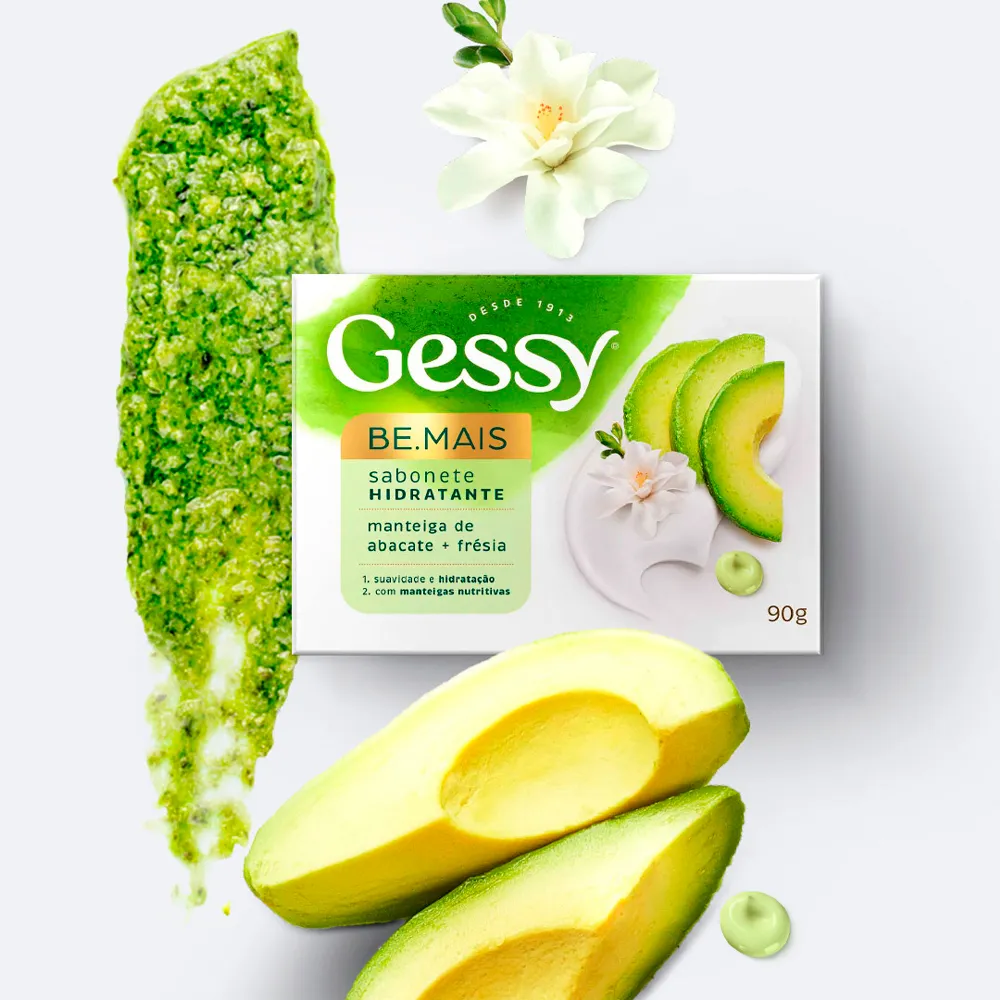 DESDE 1913
Gessy
BE.MAIS
sabonete
HIDRATANTE
manteiga de
abacate + frésia
1. suavidade e hidratação
2. com manteigas nutritivas
90g